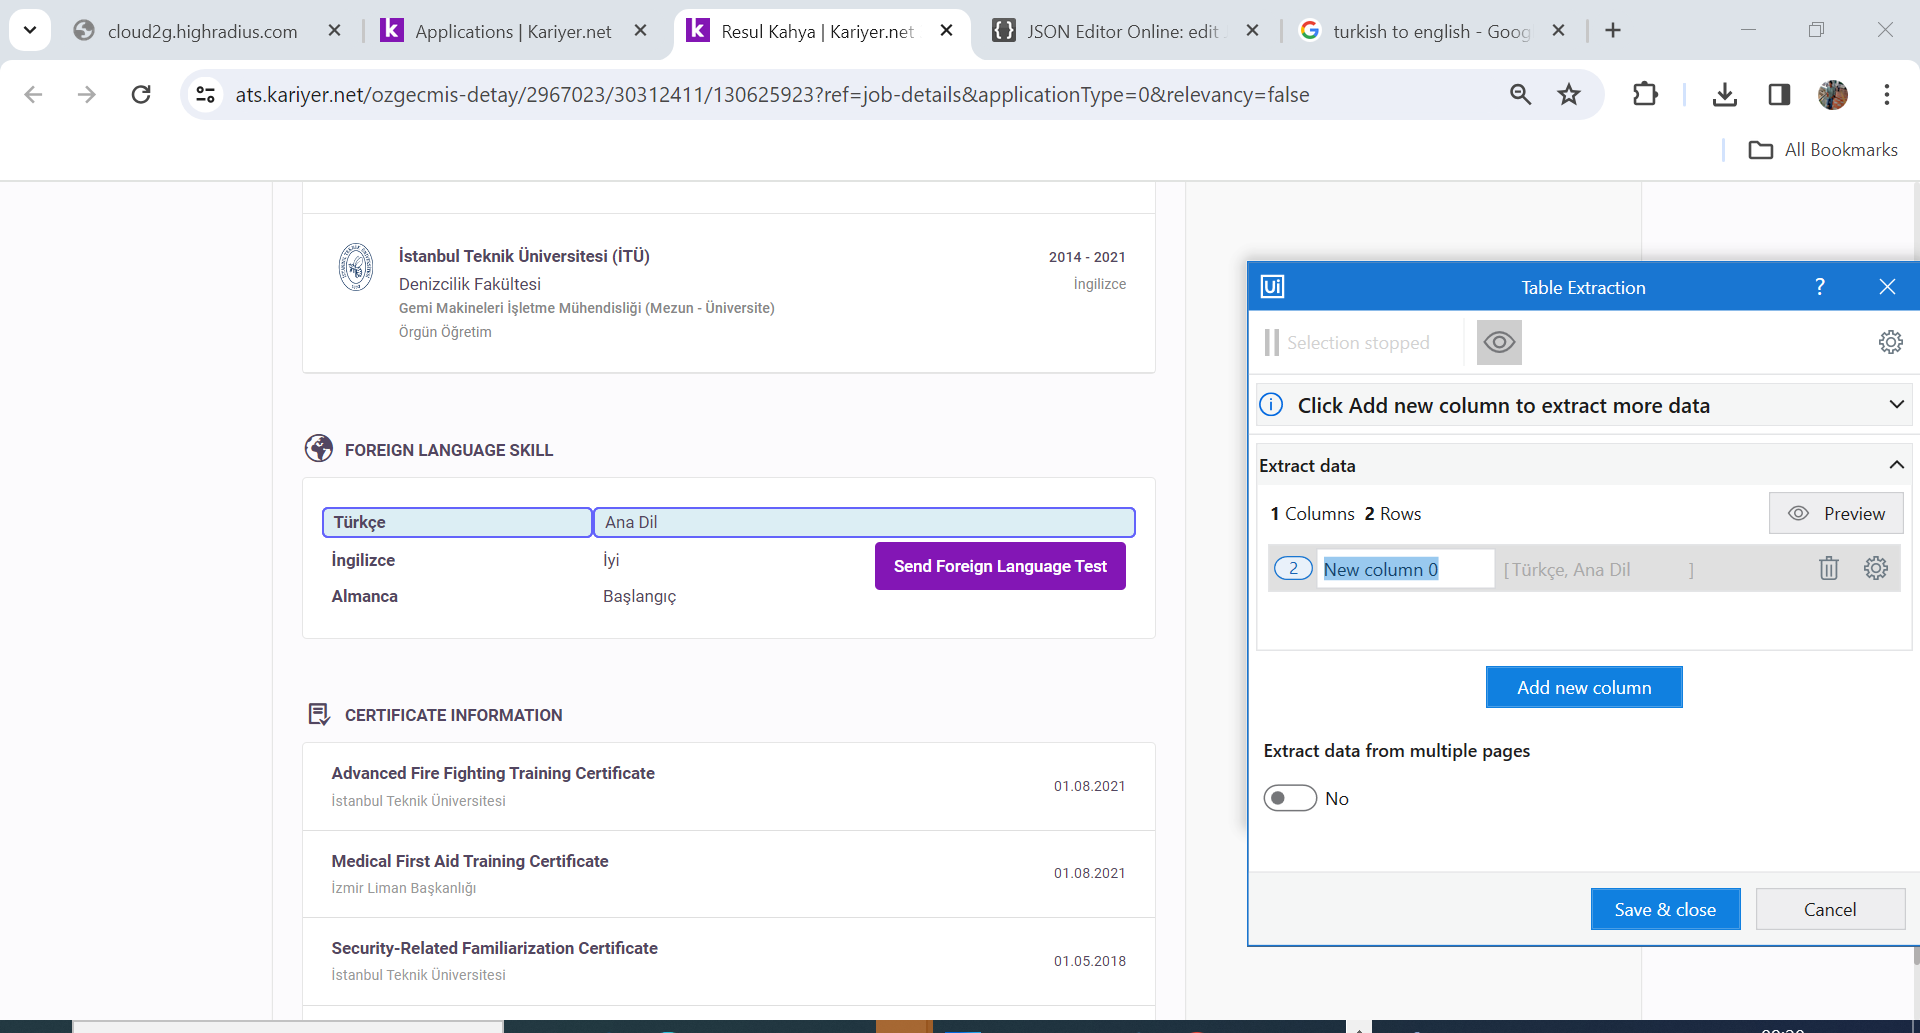 cloud2g.highradius.com
Applications | Kariyer.net
Resul Kahya | Kariyer.net
JSON Editor Online: edit
turkish to english - Goog
ats.kariyer.net/ozgecmis-detay/2967023/30312411/130625923?ref=job-details&applicationType=0&relevancy=false
All Bookmarks
İstanbul Teknik Üniversitesi (İTÜ)
2014 - 2021
Denizcilik Fakültesi
İngilizce
Gemi Makineleri İşletme Mühendisliği (Mezun - Üniversite)
Örgün Öğretim
FOREIGN LANGUAGE SKILL
Türkçe
Ana Dil
İngilizce
İyi
Send Foreign Language Test
Almanca
Başlangıç
CERTIFICATE INFORMATION
Advanced Fire Fighting Training Certificate
İstanbul Teknik Üniversitesi
01.08.2021
Medical First Aid Training Certificate
İzmir Liman Başkanlığı
01.08.2021
Security-Related Familiarization Certificate
İstanbul Teknik Üniversitesi
01.05.2018
Ui
Table Extraction
?
Selection stopped
Click Add new column to extract more data
Extract data
1 Columns 2 Rows
Preview
2
New column 0
[ Türkçe, Ana Dil ]
Add new column
Extract data from multiple pages
No
Save & close
Cancel